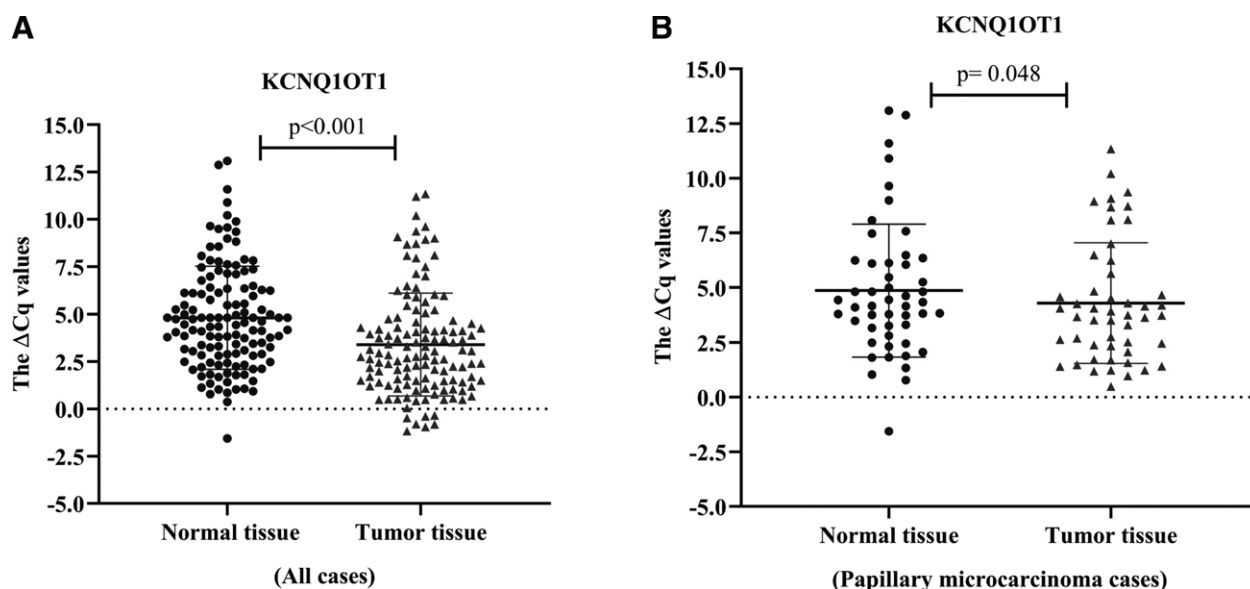 A
KCNQ1OT1
p<0.001
The ΔCq values
15.0
12.5
10.0
7.5
5.0
2.5
0.0
-2.5
-5.0
Normal tissue
Tumor tissue
(All cases)
B
KCNQ1OT1
p= 0.048
The ΔCq values
15.0
12.5
10.0
7.5
5.0
2.5
0.0
-2.5
-5.0
Normal tissue
Tumor tissue
(Papillary microcarcinoma cases)